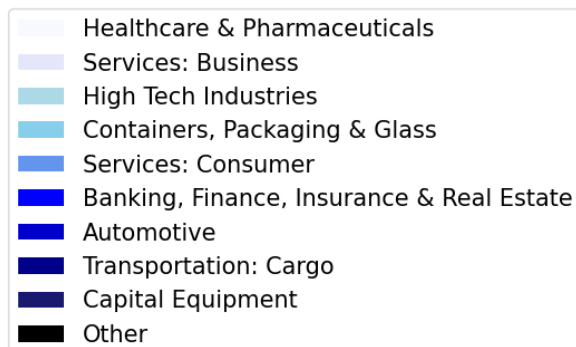 Healthcare & Pharmaceuticals
Services: Business
High Tech Industries
Containers, Packaging & Glass
Services: Consumer
Banking, Finance, Insurance & Real Estate
Automotive
Transportation: Cargo
Capital Equipment
Other